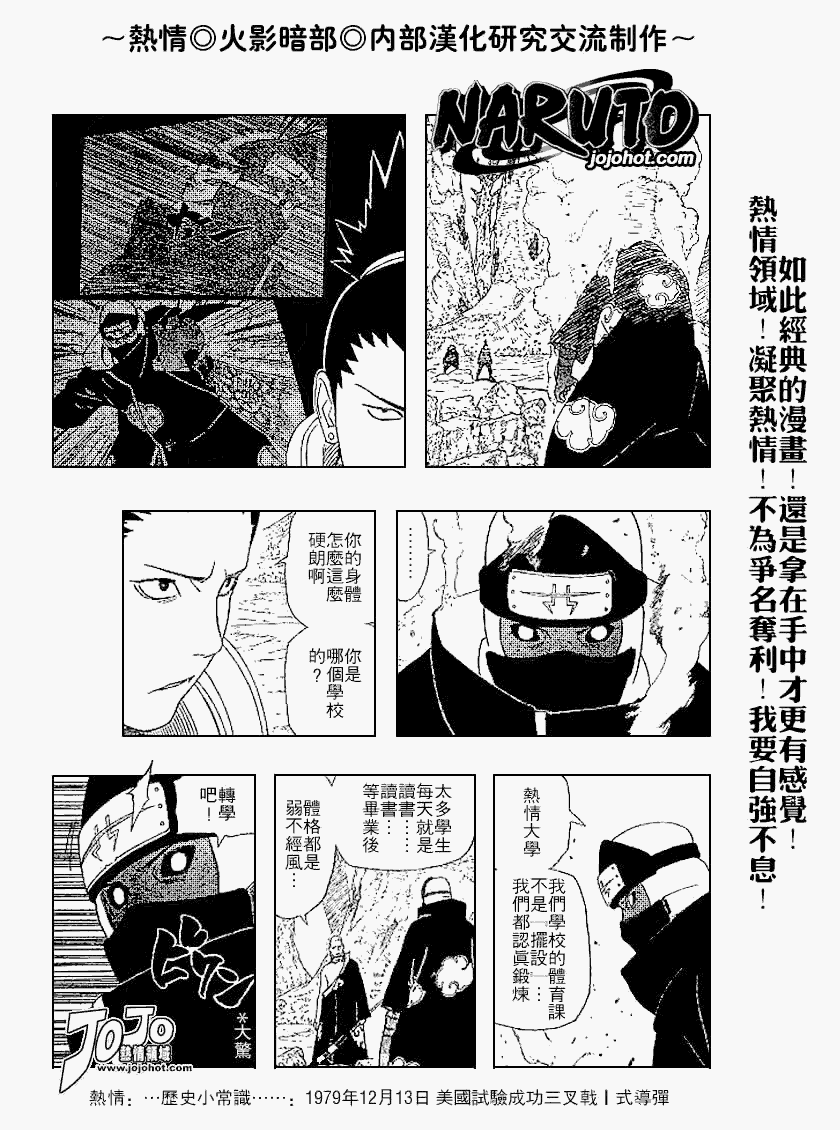 ～熱情◎火影暗部◎内部漢化研究交流制作～
NARUTO
jojohot.com
如此經典的漫畫！還是拿在手中才更有感覺！
熱情領域！凝聚熱情！不為爭名奪利！我要自強不息！
………
你的身體
怎麼這麼
硬朗啊
你是
哪個學校
的？
熱情大學
我們學校的體育課
不是一擺設一…
我們都認眞鍛煉
太多學生
每天就是
讀書……
讀書…
等畢業後
體格都是
弱不經風…
轉學
吧！
ビクン
*大驚
JOJO
熱情領域
www.jojohot.com
熱情：…歷史小常識……：1979年12月13日 美國試驗成功三叉戟Ⅰ式導彈